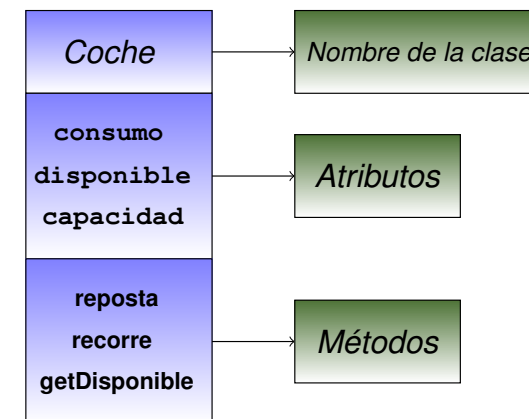 Coche
Nombre de la clase
consumo
disponible
capacidad
Atributos
reposta
recorre
getDisponible
Métodos